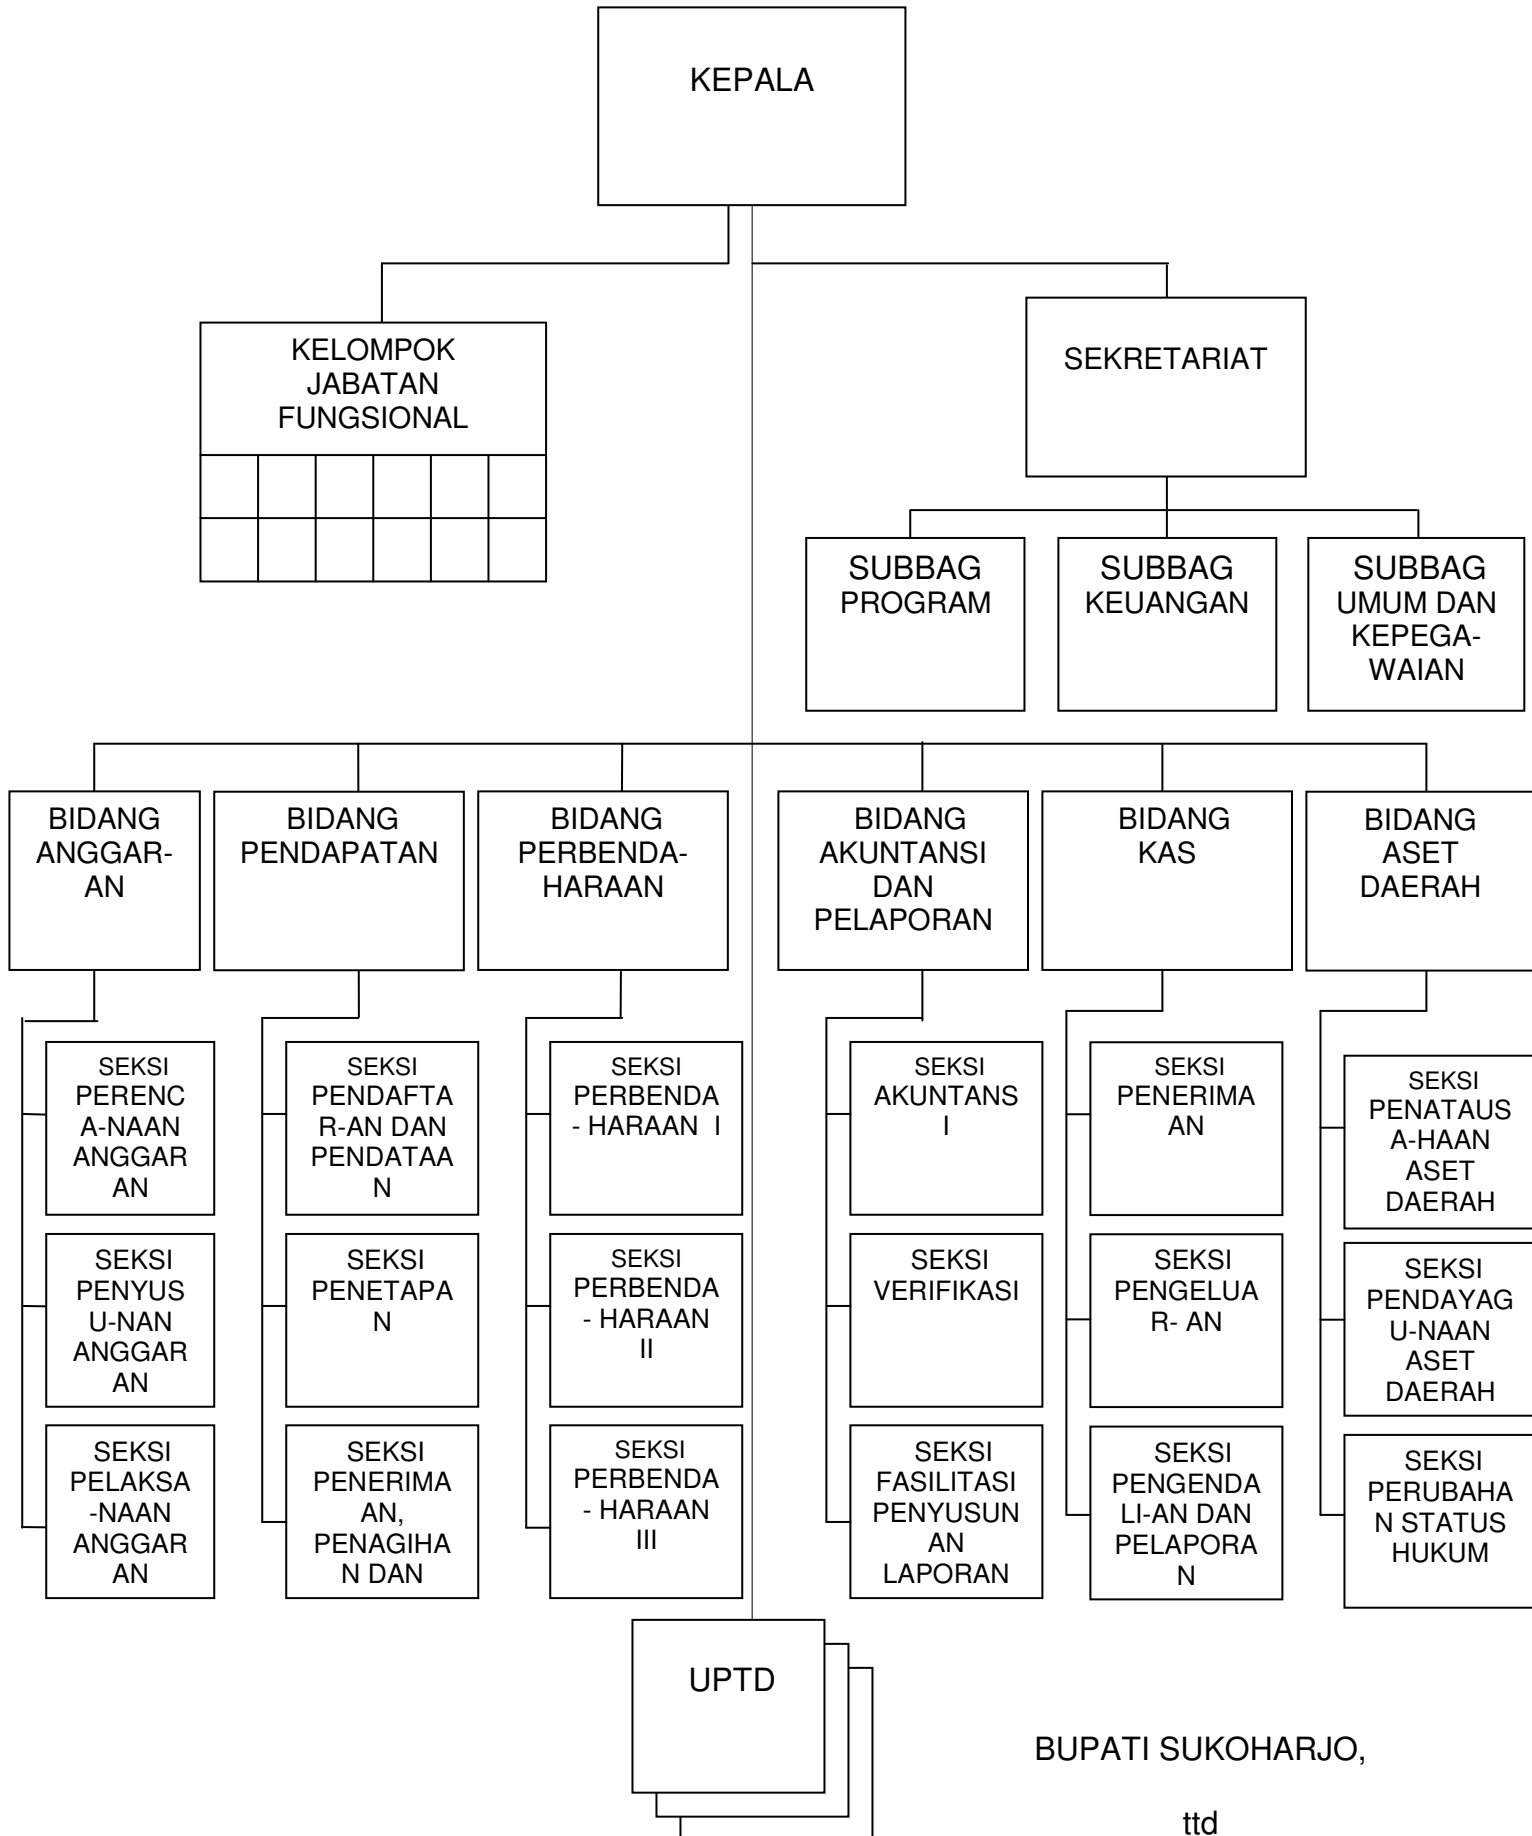 KEPALA
KELOMPOK
JABATAN
FUNGSIONAL
SEKRETARIAT
SUBBAG
PROGRAM
SUBBAG
KEUANGAN
SUBBAG
UMUM DAN
KEPEGA-
WAIAN
BIDANG
ANGGAR-
AN
BIDANG
PENDAPATAN
BIDANG
PERBENDA-
HARAAN
BIDANG
AKUNTANSI
DAN
PELAPORAN
BIDANG
KAS
BIDANG
ASET
DAERAH
SEKSI
PERENC
A-NAAN
ANGGAR
AN
SEKSI
PENDAFTA
R-AN DAN
PENDATAA
N
SEKSI
PERBENDA
- HARAAN I
SEKSI
AKUNTANS
I
SEKSI
PENERIMA
AN
SEKSI
PENATAUS
A-HAAN
ASET
DAERAH
SEKSI
PENYUS
U-NAN
ANGGAR
AN
SEKSI
PENETAPA
N
SEKSI
PERBENDA
- HARAAN
II
SEKSI
VERIFIKASI
SEKSI
PENGELUA
R- AN
SEKSI
PENDAYAG
U-NAAN
ASET
DAERAH
SEKSI
PELAKSA
-NAAN
ANGGAR
AN
SEKSI
PENERIMA
AN,
PENAGIHA
N DAN
SEKSI
PERBENDA
- HARAAN
III
SEKSI
FASILITASI
PENYUSUN
AN
LAPORAN
SEKSI
PENGENDA
LI-AN DAN
PELAPORA
N
SEKSI
PERUBAHA
N STATUS
HUKUM
UPTD
BUPATI SUKOHARJO,
ttd